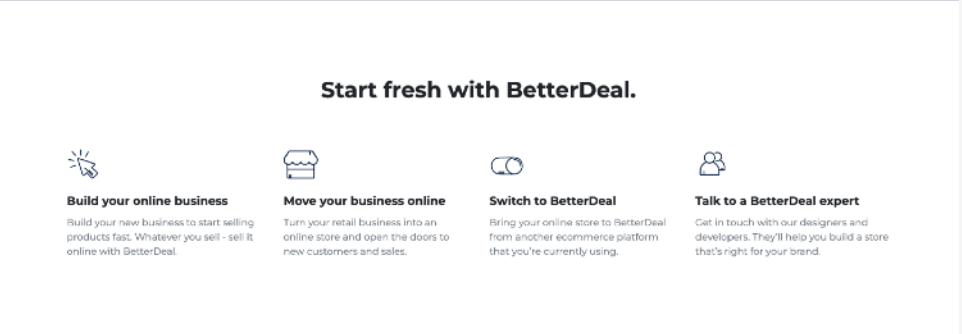 Start fresh with BetterDeal.
Build your online business
Build your new business to start selling
products fast. Whatever you sell - sell it
online with BetterDeal.
Move your business online
Turn your retail business into an
online store and open the doors to
new customers and sales.
Switch to BetterDeal
Bring your online store to BetterDeal
from another ecommerce platform
that you're currently using.
Talk to a BetterDeal expert
Get in touch with our designers and
developers. They'll help you build a store
that's right for your brand.